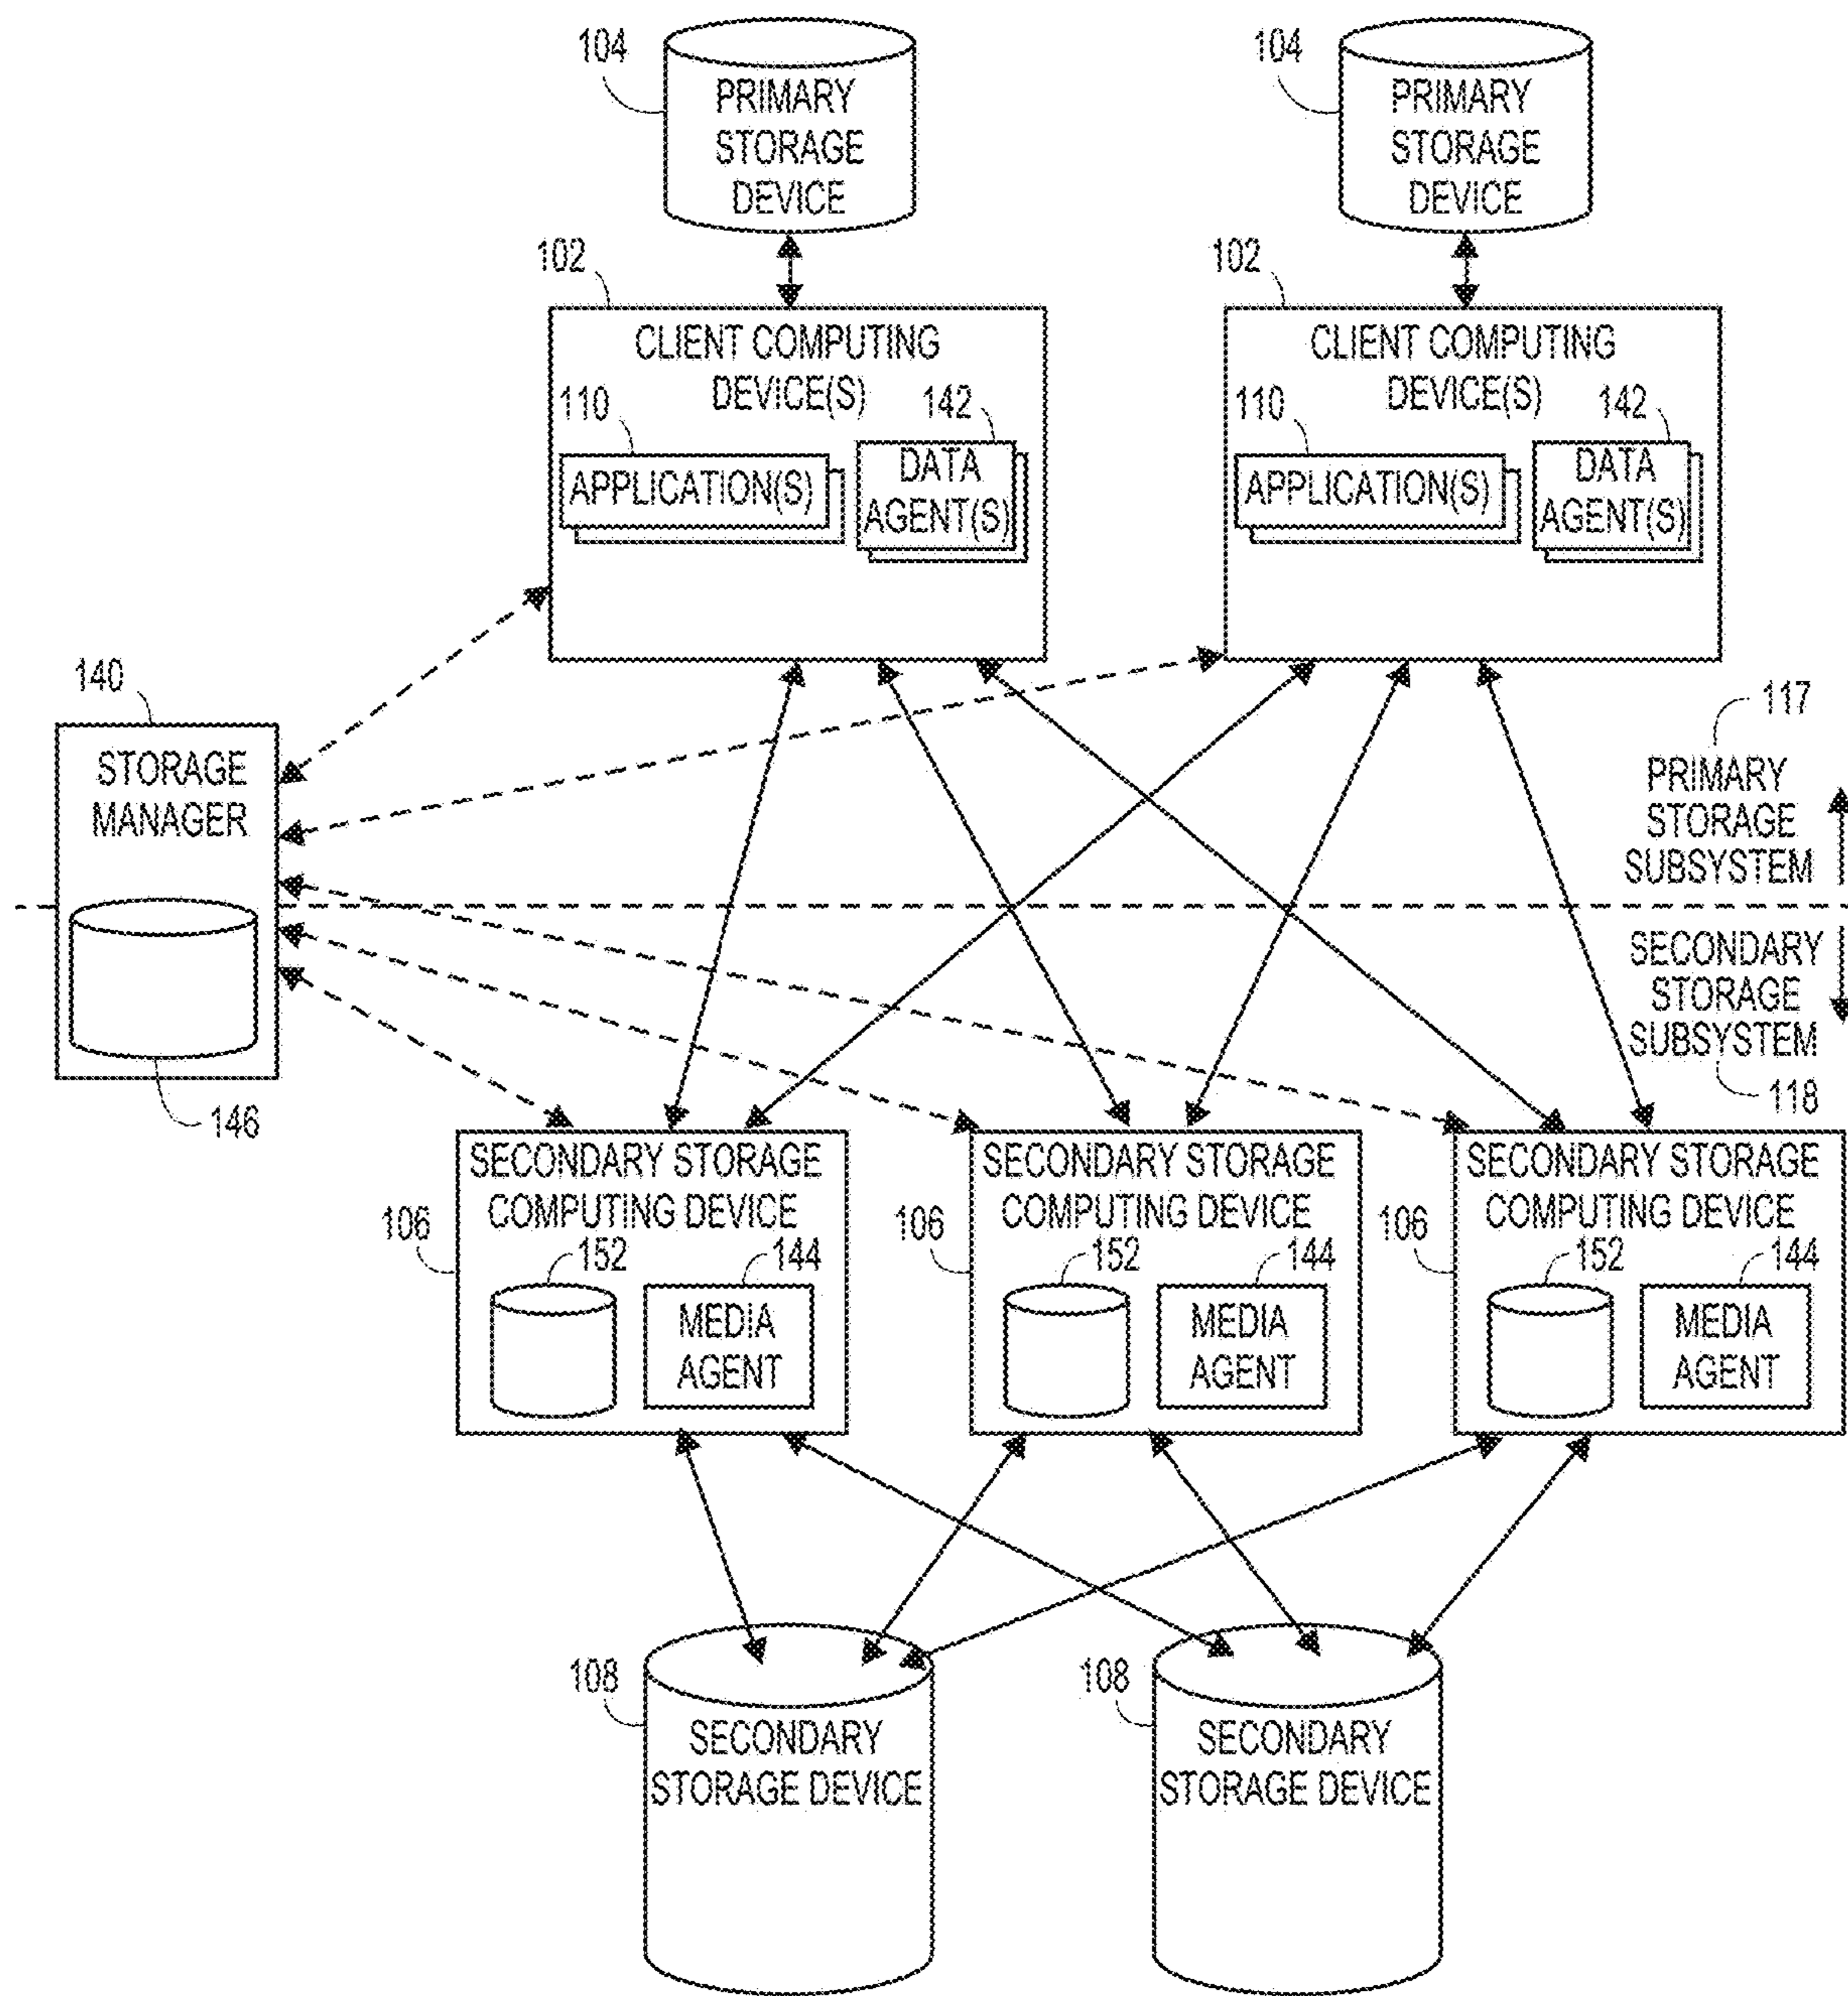 104
PRIMARY
STORAGE
DEVICE
104
PRIMARY
STORAGE
DEVICE
102
CLIENT COMPUTING
DEVICE(S)
110
APPLICATION(S)
142
DATA
AGENT(S)
102
CLIENT COMPUTING
DEVICE(S)
110
APPLICATION(S)
142
DATA
AGENT(S)
140
STORAGE
MANAGER
146
117
PRIMARY
STORAGE
SUBSYSTEM
SECONDARY
STORAGE
SUBSYSTEM
118
106
SECONDARY STORAGE
COMPUTING DEVICE
152
144
MEDIA
AGENT
106
SECONDARY STORAGE
COMPUTING DEVICE
152
144
MEDIA
AGENT
106
SECONDARY STORAGE
COMPUTING DEVICE
152
144
MEDIA
AGENT
108
SECONDARY
STORAGE DEVICE
108
SECONDARY
STORAGE DEVICE